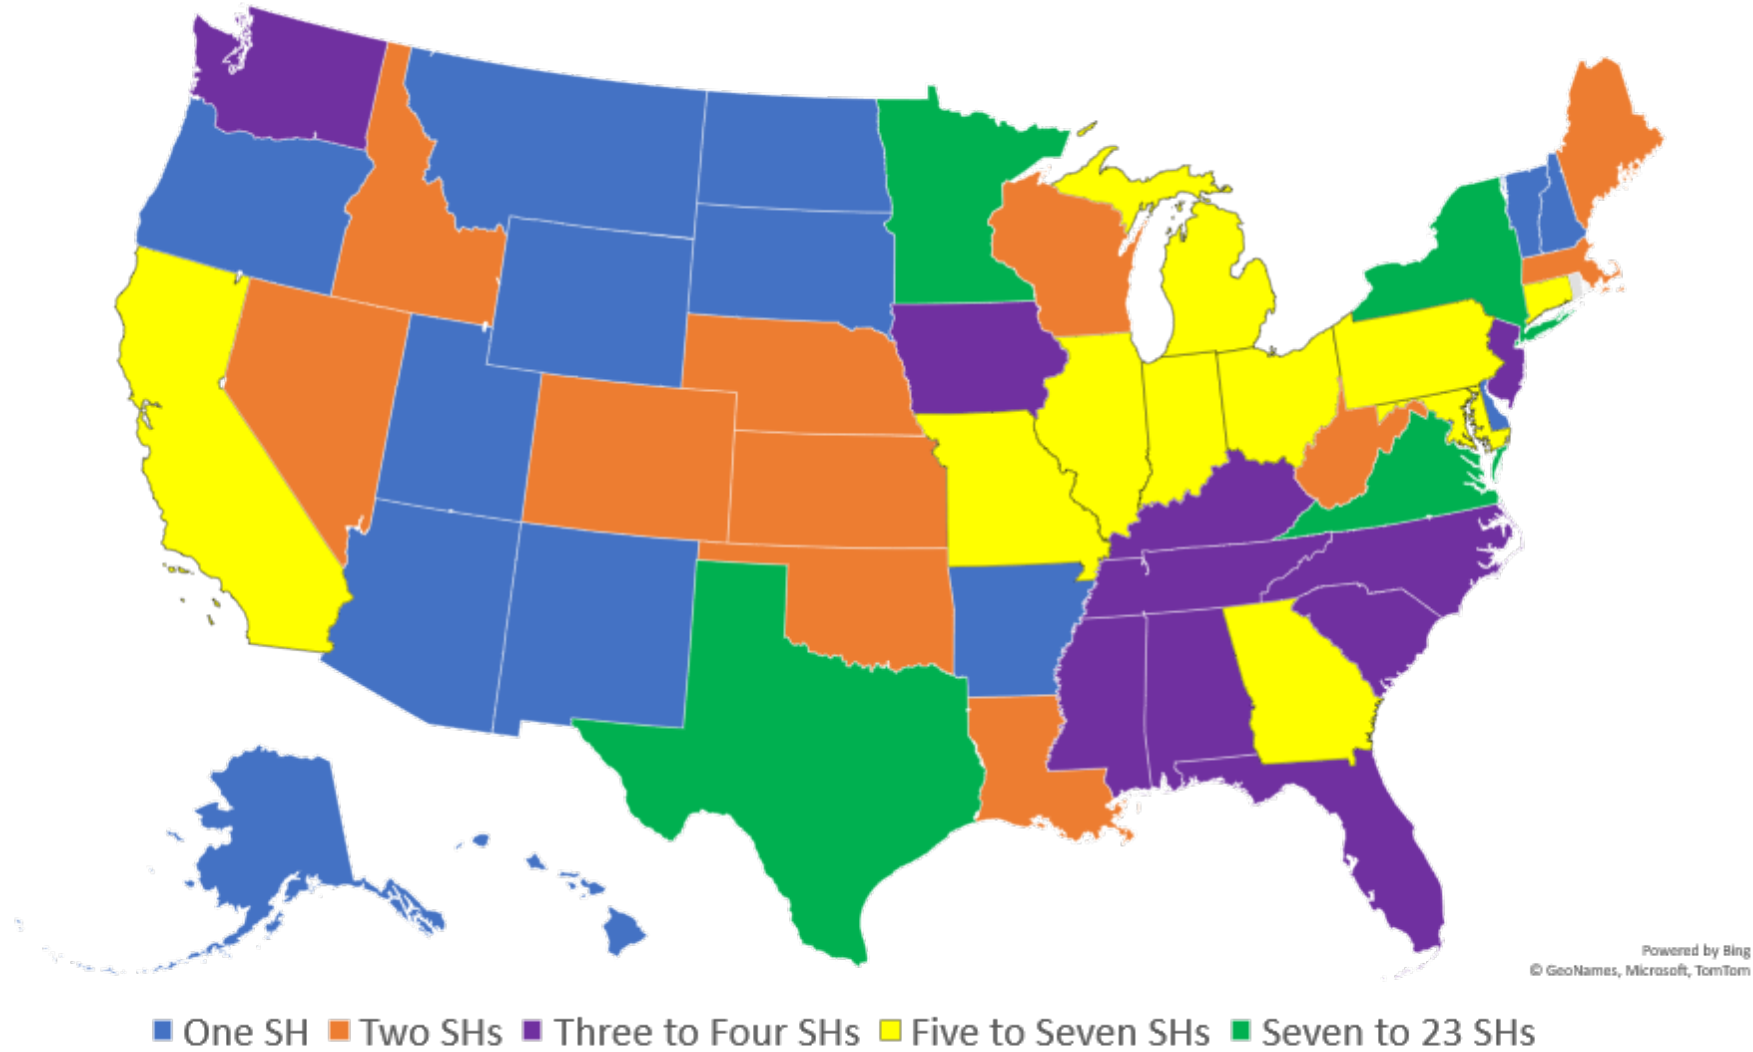 Powered by Bing
© GeoNames, Microsoft, TomTom
One SH Two SHs Three to Four SHs Five to Seven SHs Seven to 23 SHs